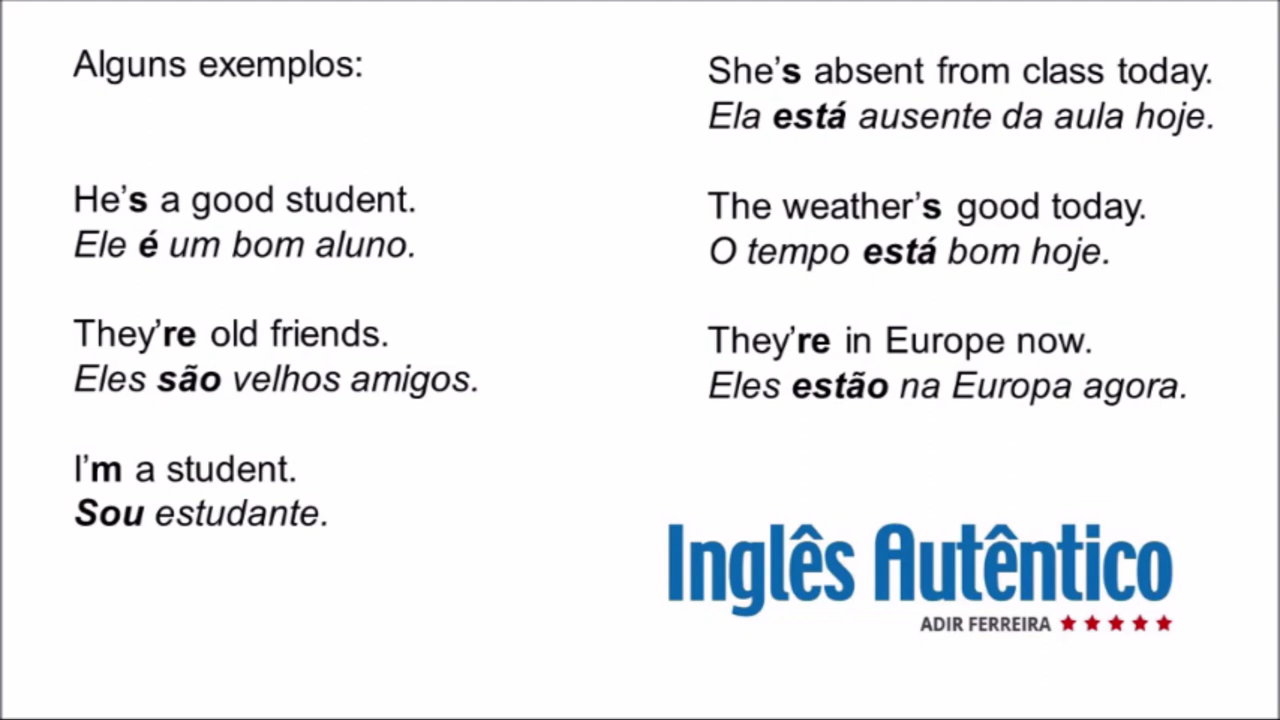 Alguns exemplos:
He’s a good student.
Ele é um bom aluno.
They’re old friends.
Eles são velhos amigos.
I’m a student.
Sou estudante.
She’s absent from class today.
Ela está ausente da aula hoje.
The weather’s good today.
O tempo está bom hoje.
They’re in Europe now.
Eles estão na Europa agora.
Inglês Autêntico
ADIR FERREIRA